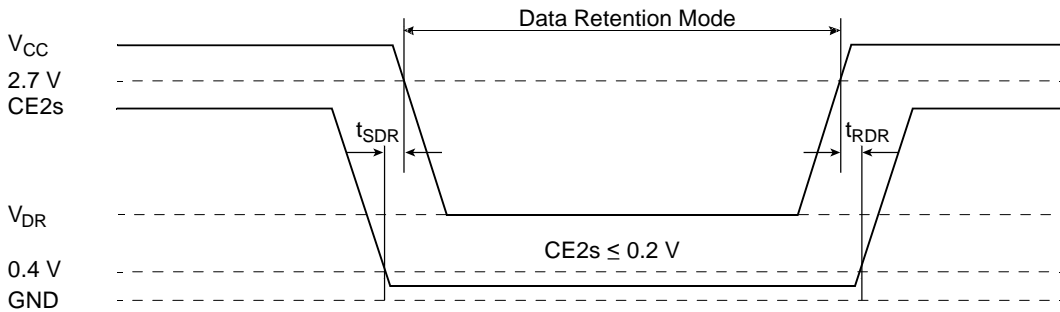 Data Retention Mode
VCC
2.7 V
CE2s
tSDR
tRDR
VDR
CE2s ≤ 0.2 V
0.4 V
GND